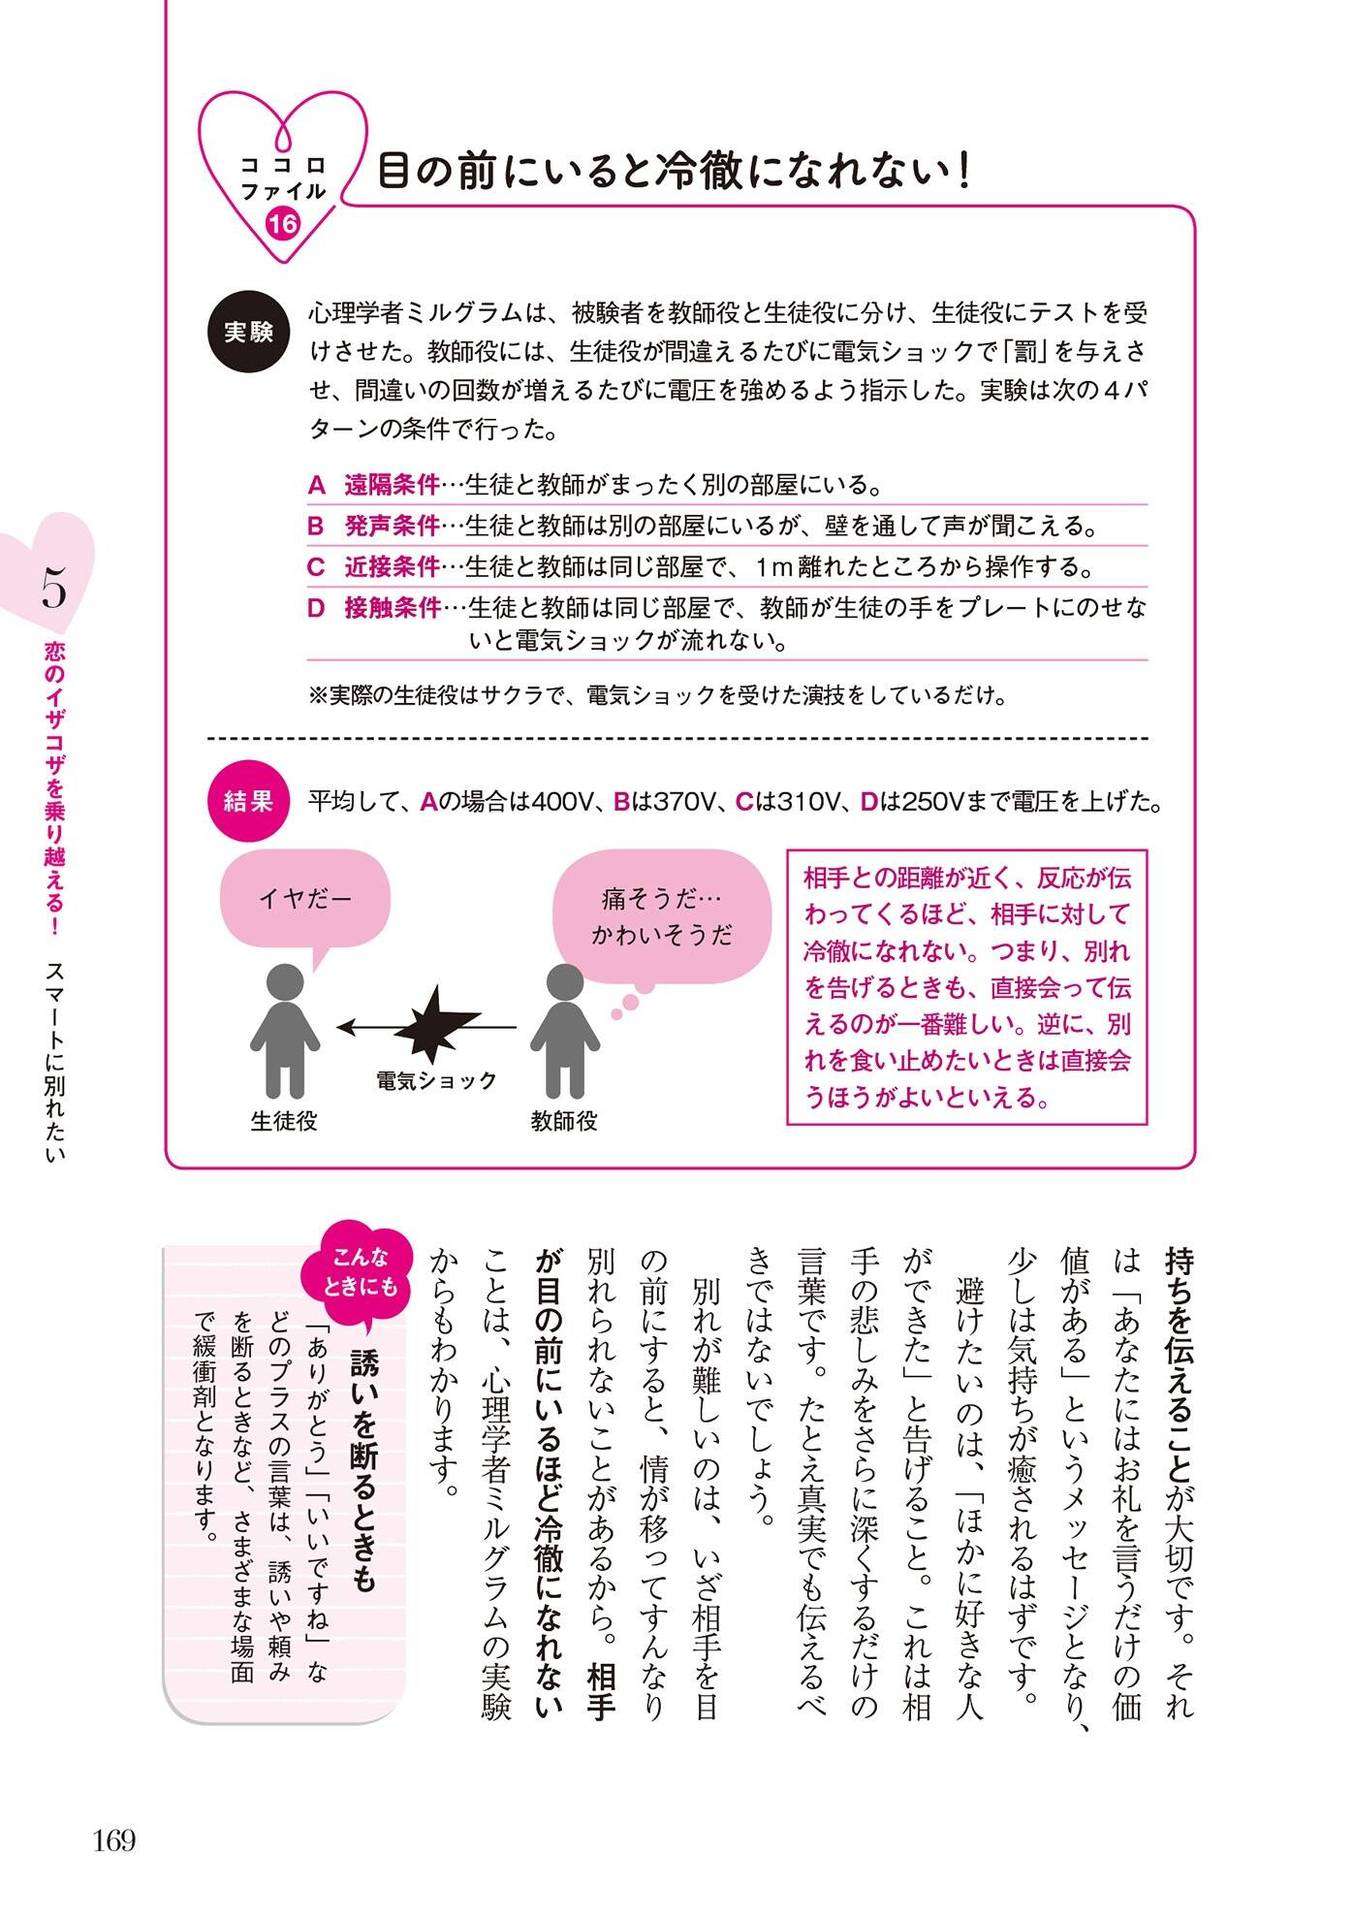 ココロ
ファイル
16
目の前にいると冷徹になれない！
実験
心理学者ミルグラムは、被験者を教師役と生徒役に分け、生徒役にテストを受
けさせた。教師役には、生徒役が間違えるたびに電気ショックで「罰」を与えさ
せ、間違いの回数が増えるたびに電圧を強めるよう指示した。実験は次の4パ
ターンの条件で行った。
A 遠隔条件…生徒と教師がまったく別の部屋にいる。
B 発声条件…生徒と教師は別の部屋にいるが、壁を通して声が聞こえる。
C 近接条件…生徒と教師は同じ部屋で、1m離れたところから操作する。
D 接触条件…生徒と教師は同じ部屋で、教師が生徒の手をプレートにのせな
いと電気ショックが流れない。
※実際の生徒役はサクラで、電気ショックを受けた演技をしているだけ。
結果
平均して、Aの場合は400V、Bは370V、Cは310V、Dは250Vまで電圧を上げた。
イヤだー
痛そうだ…
かわいそうだ
電気ショック
生徒役
教師役
相手との距離が近く、反応が伝
わってくるほど、相手に対して
冷徹になれない。つまり、別れ
を告げるときも、直接会って伝
えるのが一番難しい。逆に、別
れを食い止めたいときは直接会
うほうがよいといえる。
持ちを伝えることが大切です。それ
は「あなたにはお礼を言うだけの価
値がある」というメッセージとなり、
少しは気持ちが癒されるはずです。
避けたいのは、「ほかに好きな人
ができた」と告げること。これは相
手の悲しみをさらに深くするだけの
言葉です。たとえ真実でも伝えるべ
きではないでしょう。
別れが難しいのは、いざ相手を目
の前にすると、情が移ってすんなり
別れられないことがあるから。相手
が目の前にいるほど冷徹になれない
ことは、心理学者ミルグラムの実験
からもわかります。
こんな
ときにも
誘いを断るときも
「ありがとう」「いいですね」な
どのプラスの言葉は、誘いや頼み
を断るときなど、さまざまな場面
で緩衝剤となります。
5
恋のイザコザを乗り越える！ スマートに別れたい
169